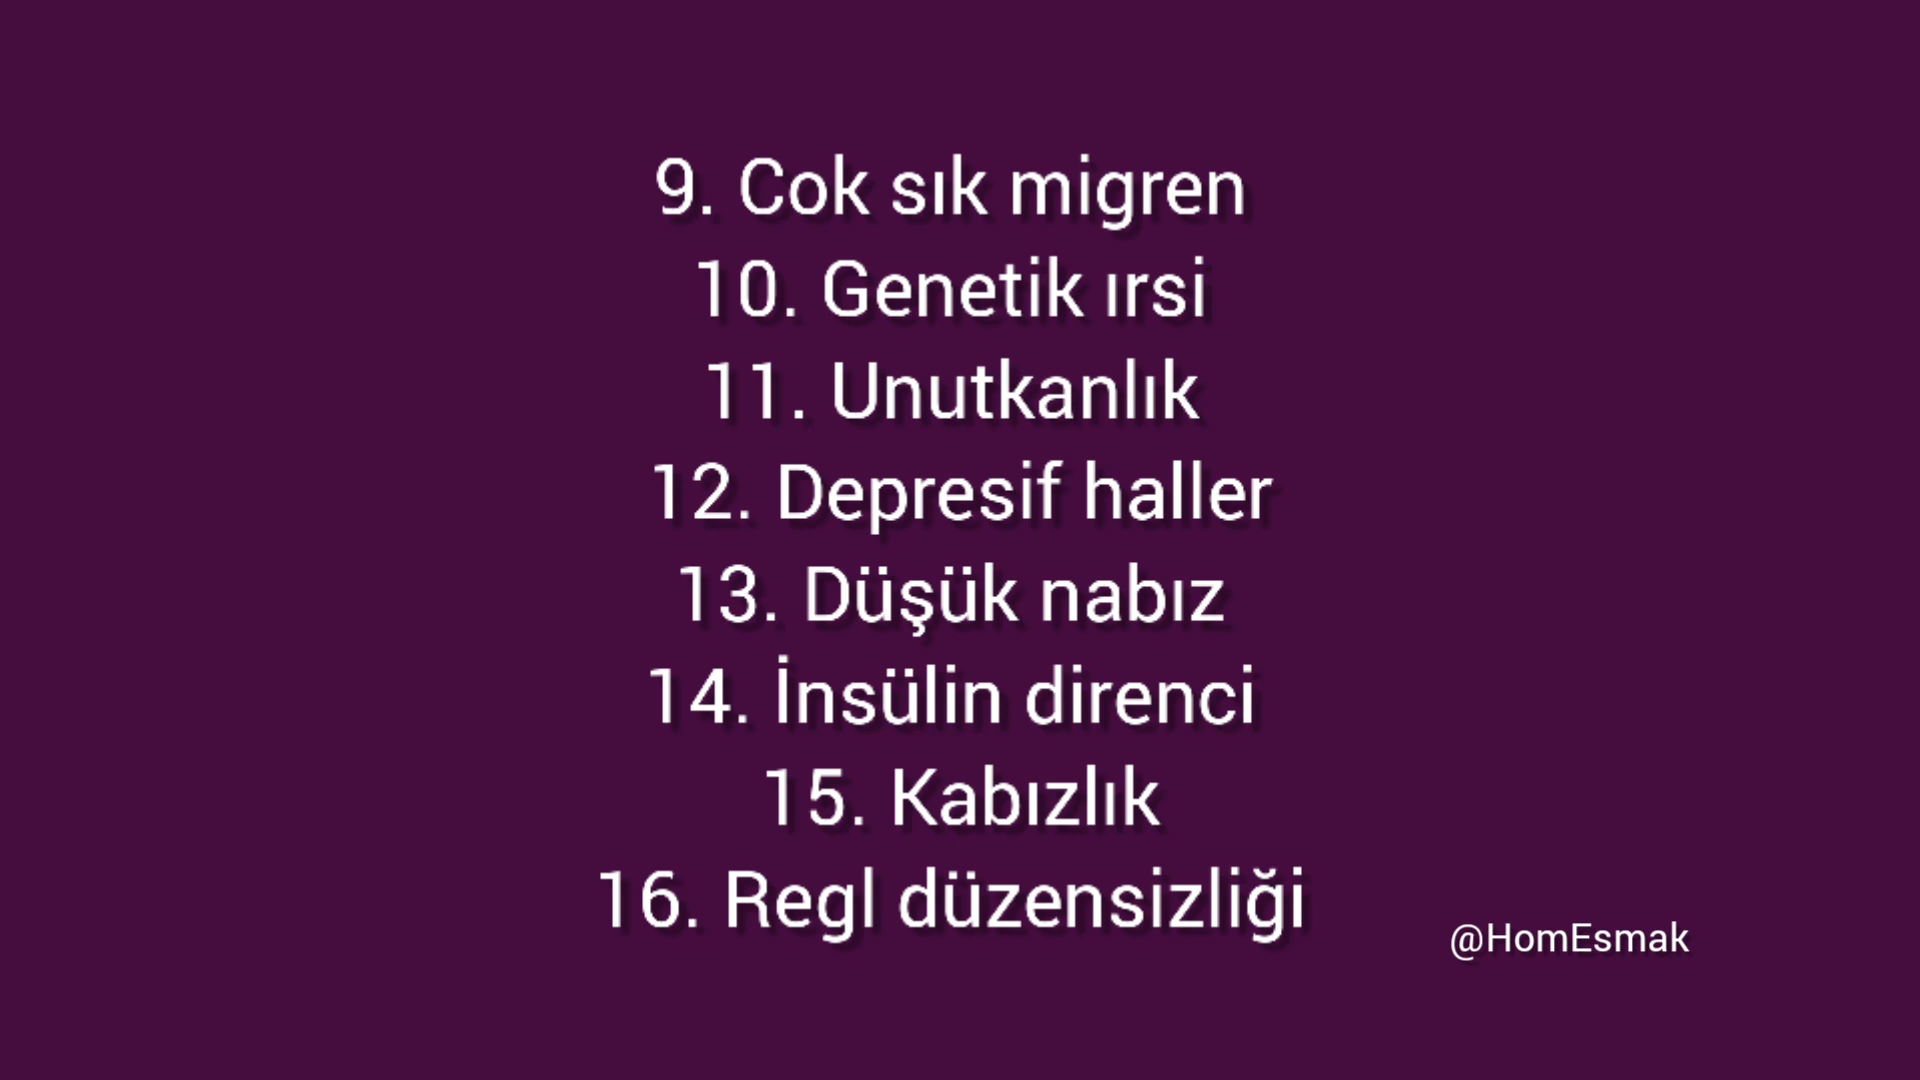 9. Cok sık migren
10. Genetik ırsi
11. Unutkanlık
12. Depresif haller
13. Düşük nabız
14. İnsülin direnci
15. Kabızlık
16. Regl düzensizliği
@HomEsmak